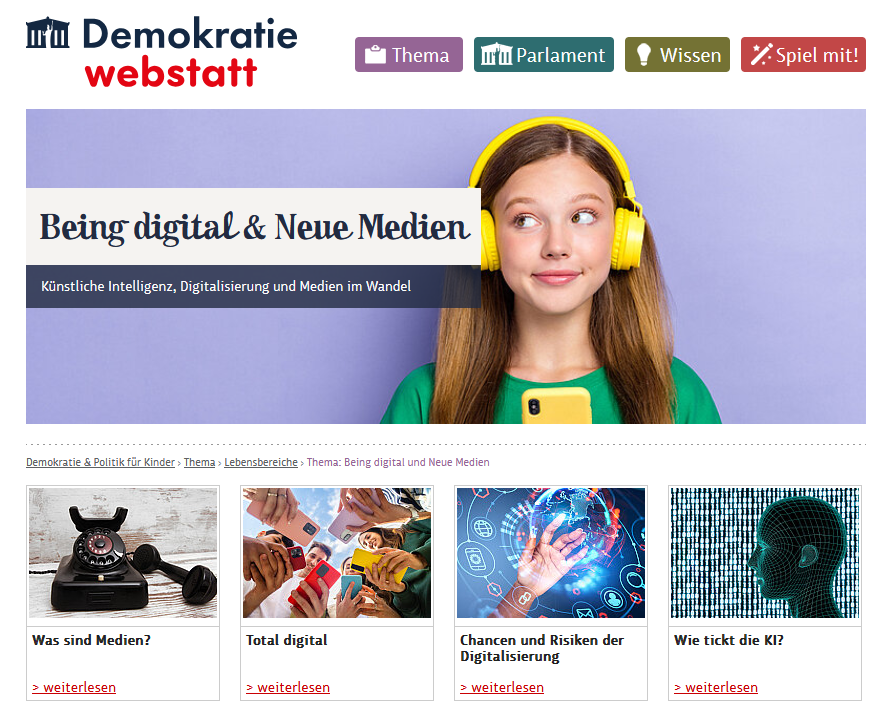 Demokratie
webstatt
Thema
Parlament
Wissen
Spiel mit!
Being digital & Neue Medien
Künstliche Intelligenz, Digitalisierung und Medien im Wandel
Demokratie & Politik für Kinder › Thema › Lebensbereiche › Thema: Being digital und Neue Medien
Was sind Medien?
> weiterlesen
Total digital
> weiterlesen
Chancen und Risiken der
Digitalisierung
> weiterlesen
Wie tickt die KI?
> weiterlesen